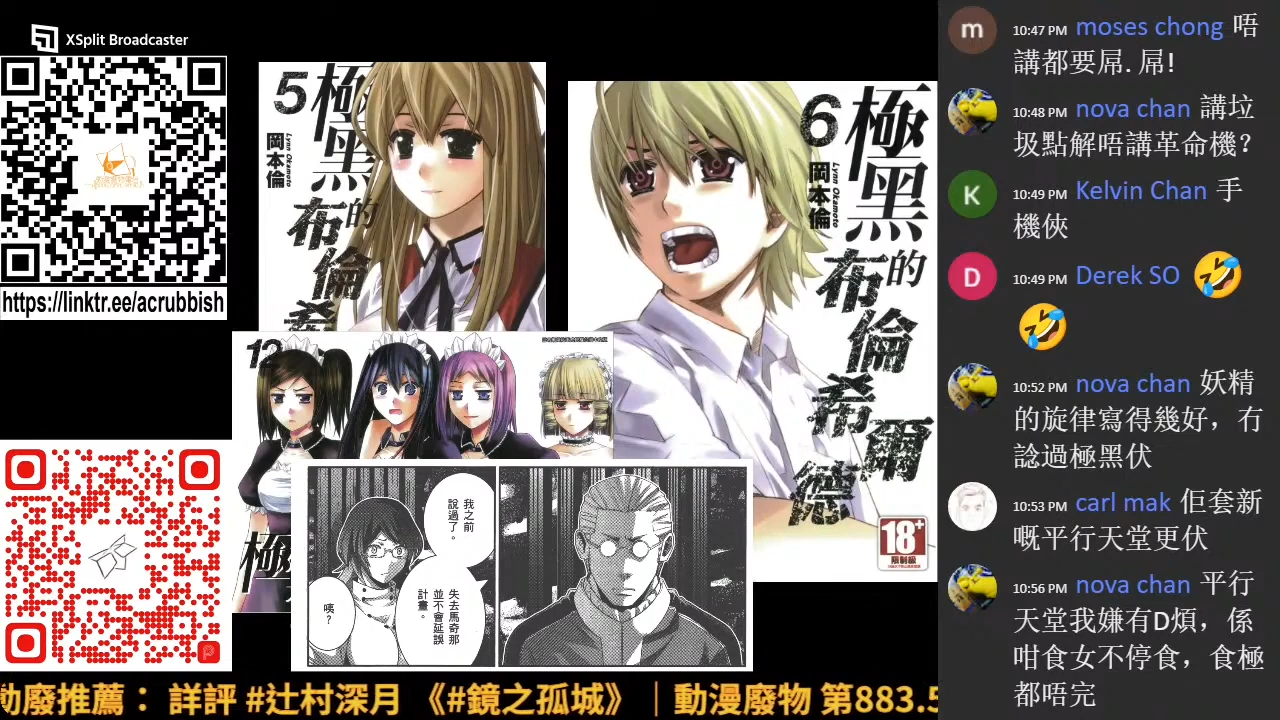 XSplit Broadcaster
https://linktr.ee/acrubbish
5
極黑的
布倫希
岡本倫
Lynn Okamoto
6
極黑的
布倫希爾德
岡本倫
Lynn Okamoto
18+
限制級
12
極
我之前
說過了。
失去馬奇那
並不會延誤
計畫。
咦?
動廢推薦： 詳評 #辻村深月 《#鏡之孤城》｜動漫廢物 第883.5
m
10:47 PM moses chong 唔
講都要屌. 屌!
10:48 PM nova chan 講垃
圾點解唔講革命機?
K
10:49 PM Kelvin Chan 手
機俠
D
10:49 PM Derek SO 🤣
🤣
10:52 PM nova chan 妖精
的旋律寫得幾好，冇
諗過極黑伏
10:53 PM carl mak 佢套新
嘅平行天堂更伏
10:56 PM nova chan 平行
天堂我嫌有D煩，係
咁食女不停食，食極
都唔完